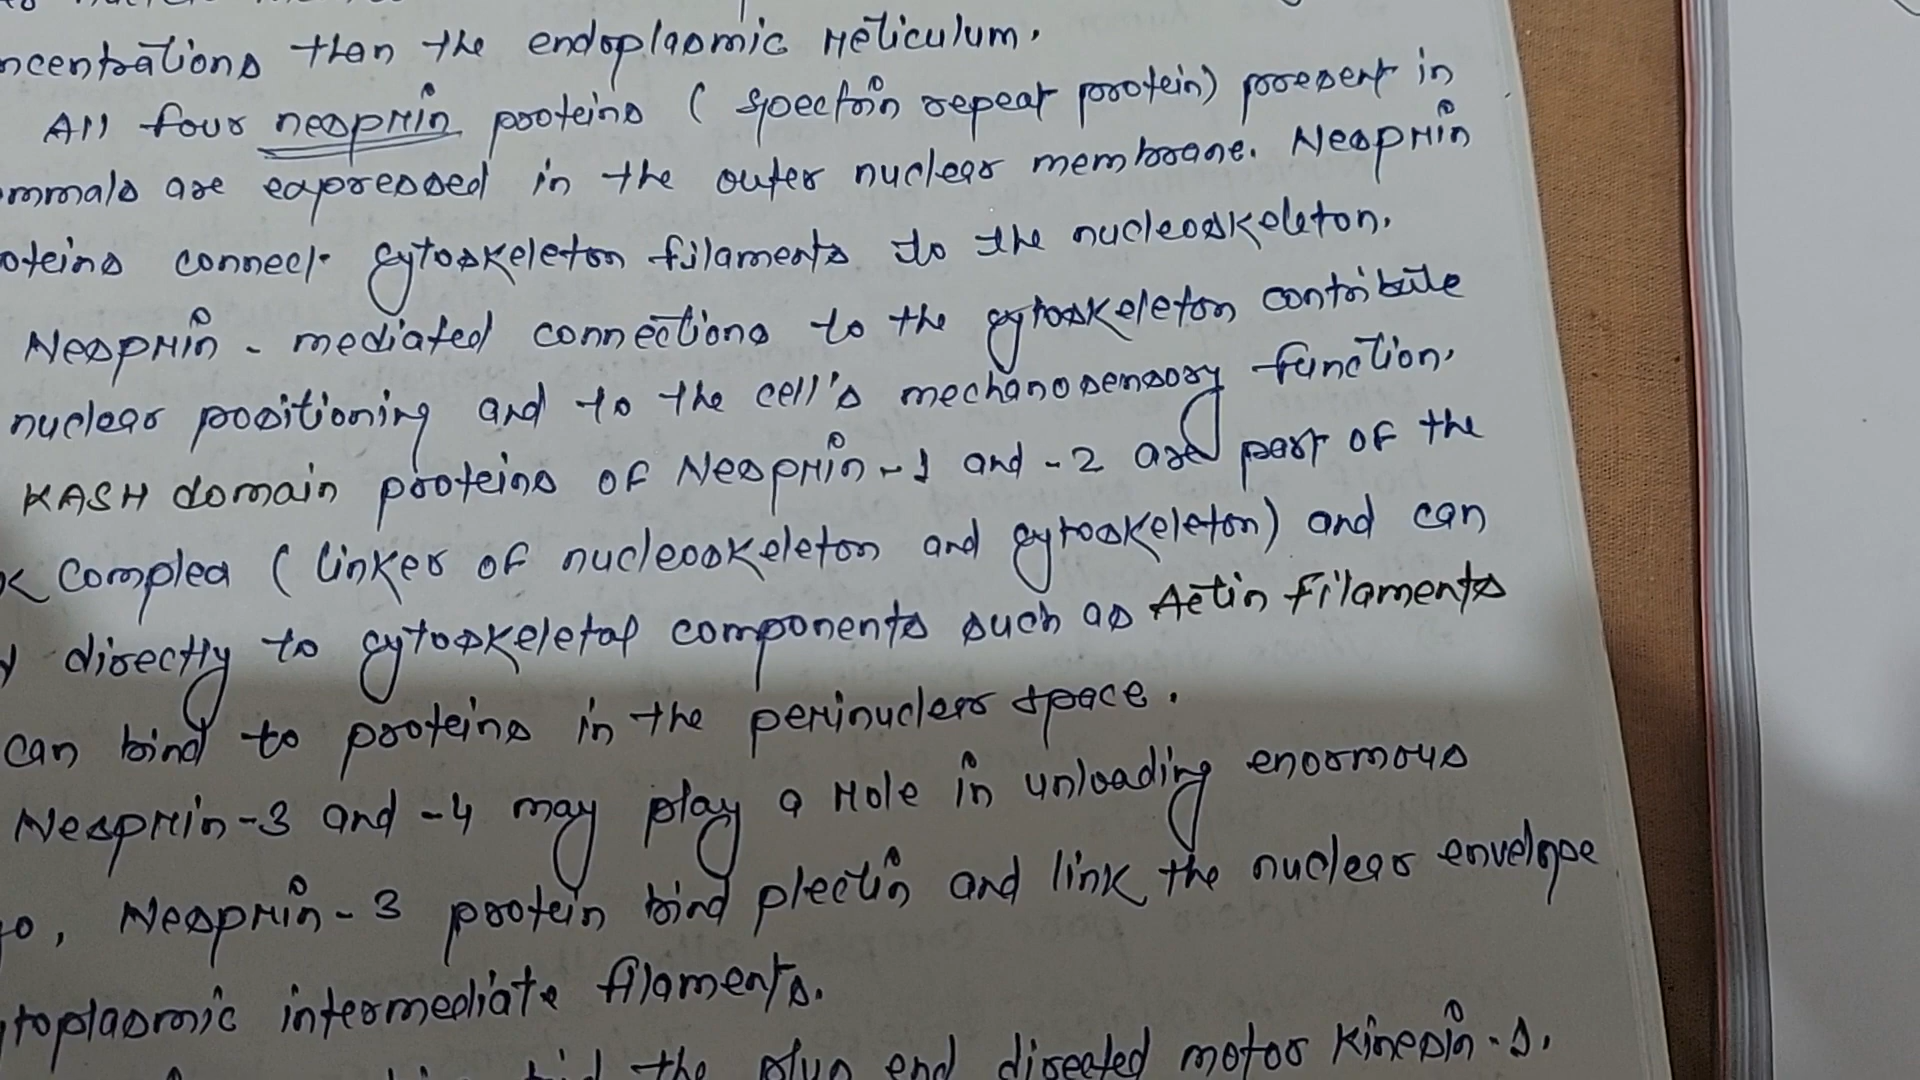 ncentrations than the endoplasmic reticulum.
All four nesprin proteins ( spectrin repeat protein) present in
mmals are expressed in the outer nuclear membrane. Nesprin
oteins connect cytoskeleton filaments to the nucleoskeleton.
Nesprin - mediated connections to the cytoskeleton contribute
nuclear positioning and to the cell's mechanosensory function.
KASH domain proteins of Nesprin -1 and -2 are part of the
complex ( linker of nucleoskeleton and cytoskeleton) and can
directly to cytoskeletal components such as Actin filaments
can bind to proteins in the perinuclear space.
Nesprin-3 and -4 may play a role in unloading enormous
o, Nesprin - 3 protein bind plectin and link the nuclear envelope
toplasmic intermediate filaments.
the plus end directed motor kinesin -1.